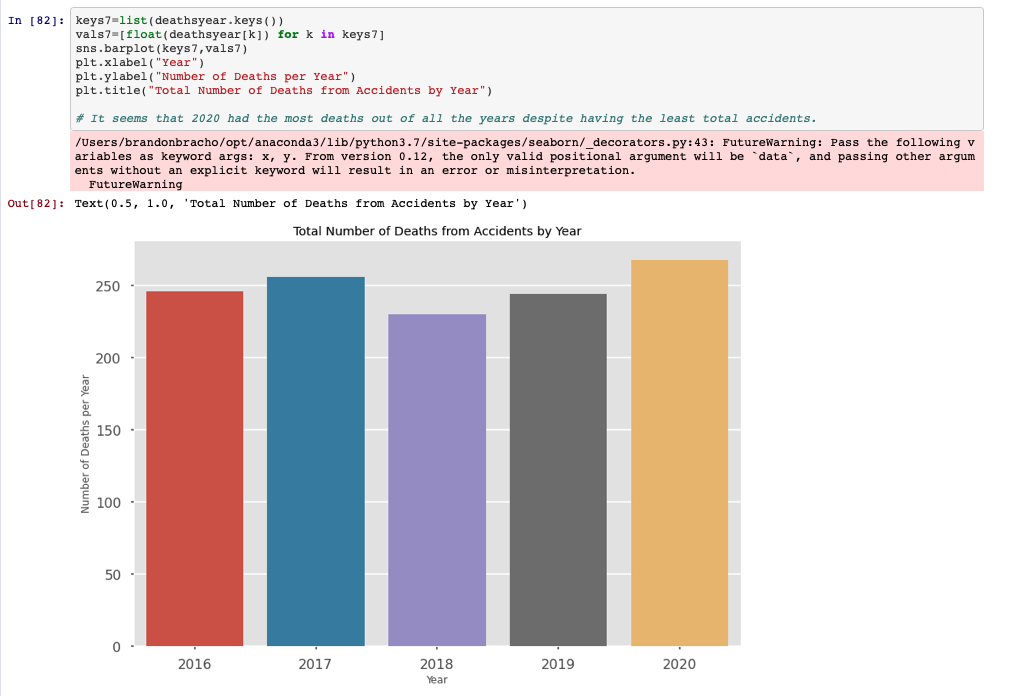 In [82]: keys7=list(deathsyear.keys())
vals7=[float(deathsyear[k]) for k in keys7]
sns.barplot(keys7,vals7)
plt.xlabel("Year")
plt.ylabel("Number of Deaths per Year")
plt.title("Total Number of Deaths from Accidents by Year")
# It seems that 2020 had the most deaths out of all the years despite having the least total accidents.
/Users/brandonbracho/opt/anaconda3/lib/python3.7/site-packages/seaborn/_decorators.py:43: FutureWarning: Pass the following v
ariables as keyword args: x, y. From version 0.12, the only valid positional argument will be `data`, and passing other argum
ents without an explicit keyword will result in an error or misinterpretation.
FutureWarning
Out[82]: Text(0.5, 1.0, 'Total Number of Deaths from Accidents by Year')
Total Number of Deaths from Accidents by Year
Number of Deaths per Year
250
200
150
100
50
0
2016 2017 2018 2019 2020
Year